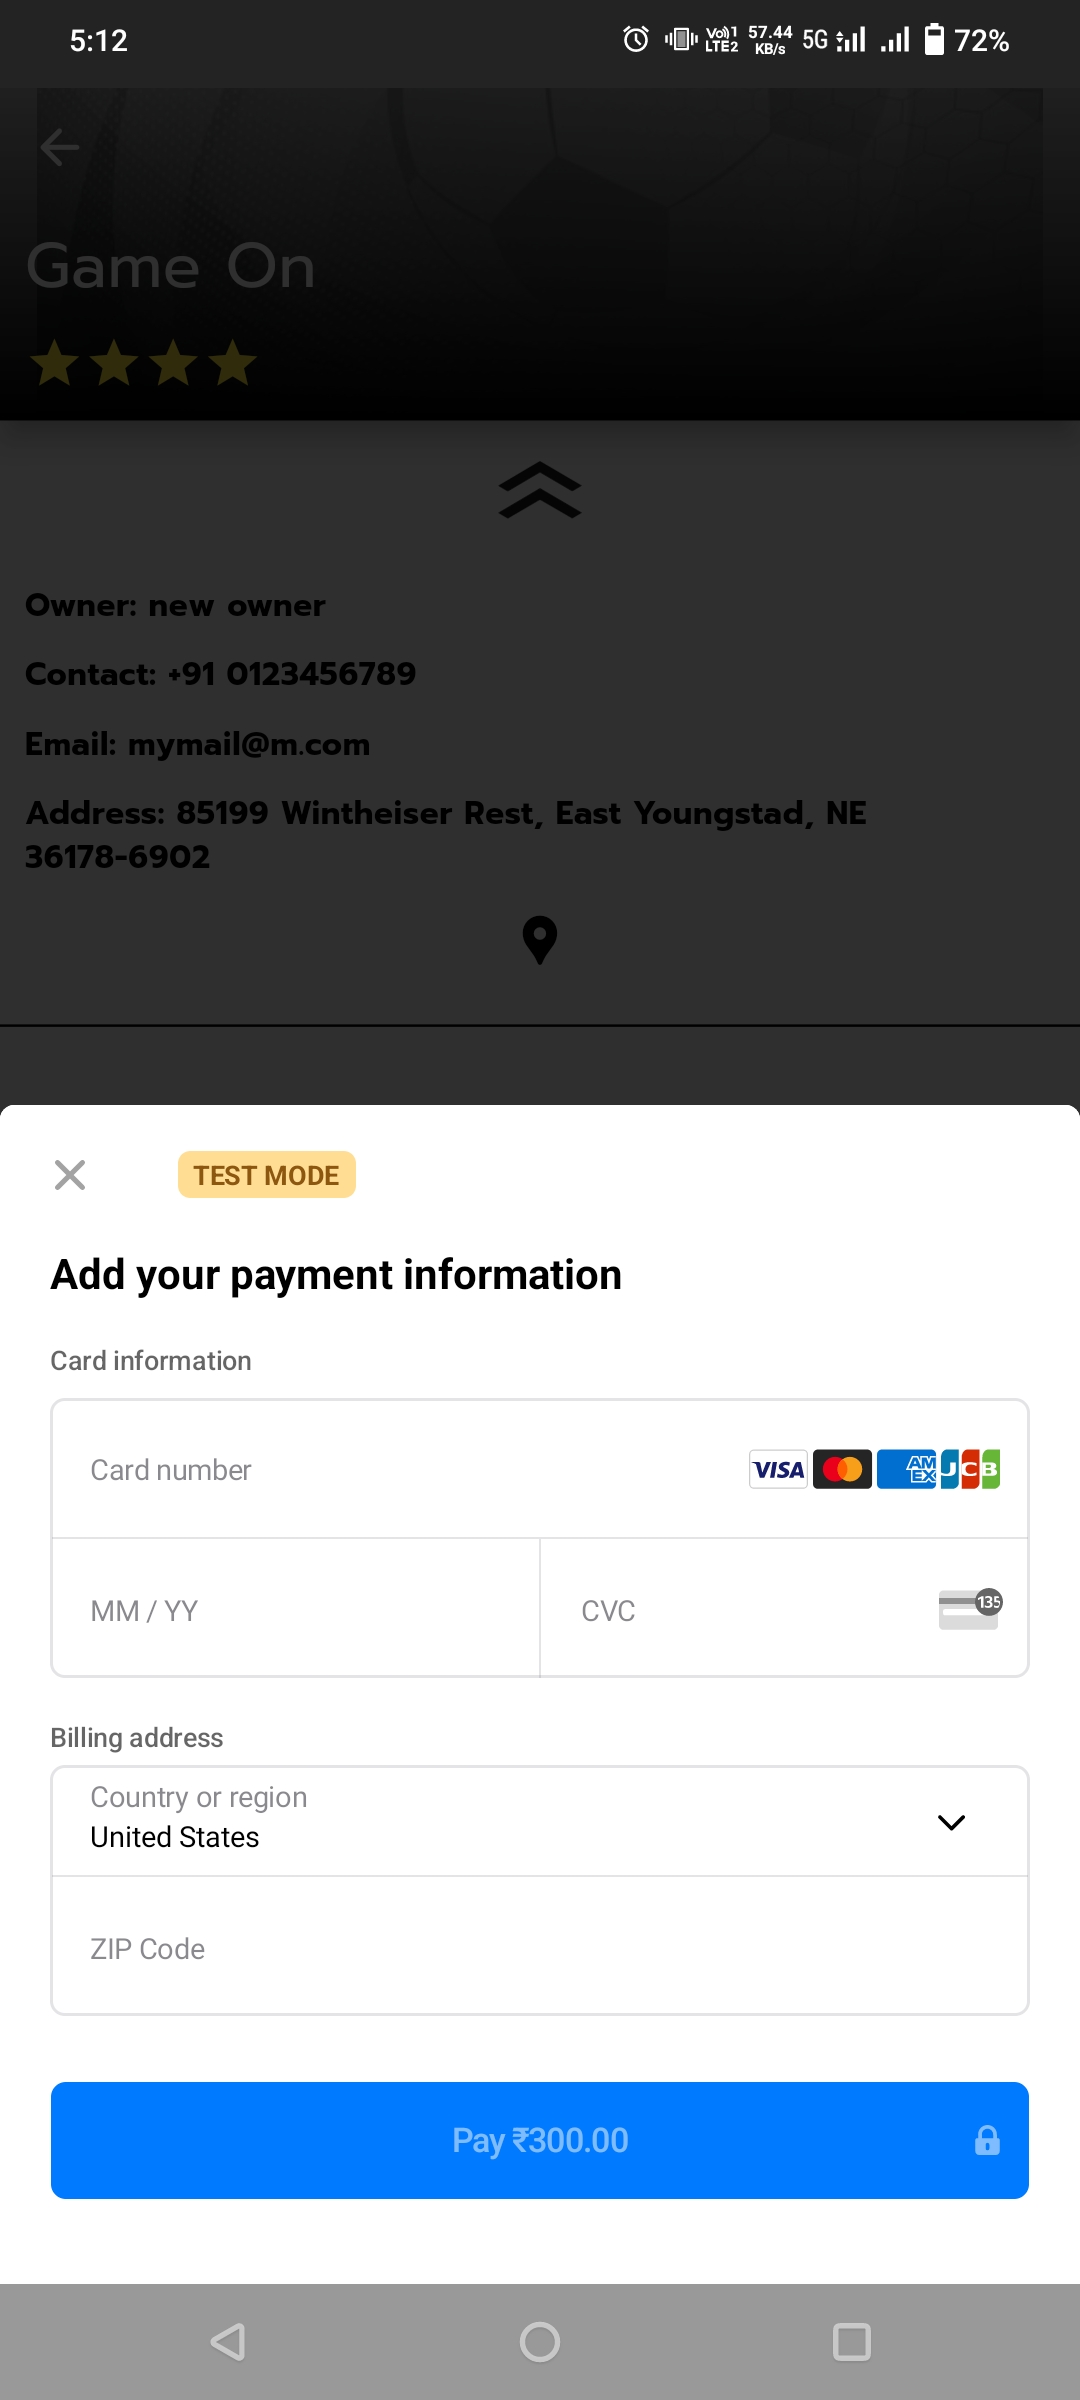 5:12 Vo) 1 LTE2 57.44 KB/s 5G 72%
Game On
Owner: new owner
Contact: +91 0123456789
Email: mymail@m.com
Address: 85199 Wintheiser Rest, East Youngstad, NE
36178-6902
TEST MODE
Add your payment information
Card information
Card number VISA AMEX JCB
MM / YY CVC 135
Billing address
Country or region
United States
ZIP Code
Pay ₹300.00